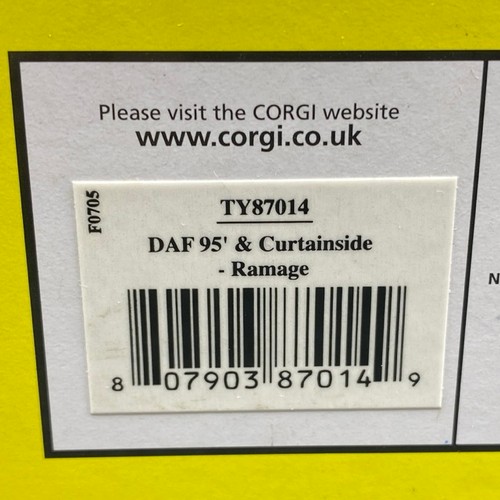 Please visit the CORGI website
www.corgi.co.uk
F0705
TY87014
DAF 95' & Curtainside
- Ramage
8 07903 87014 9
N